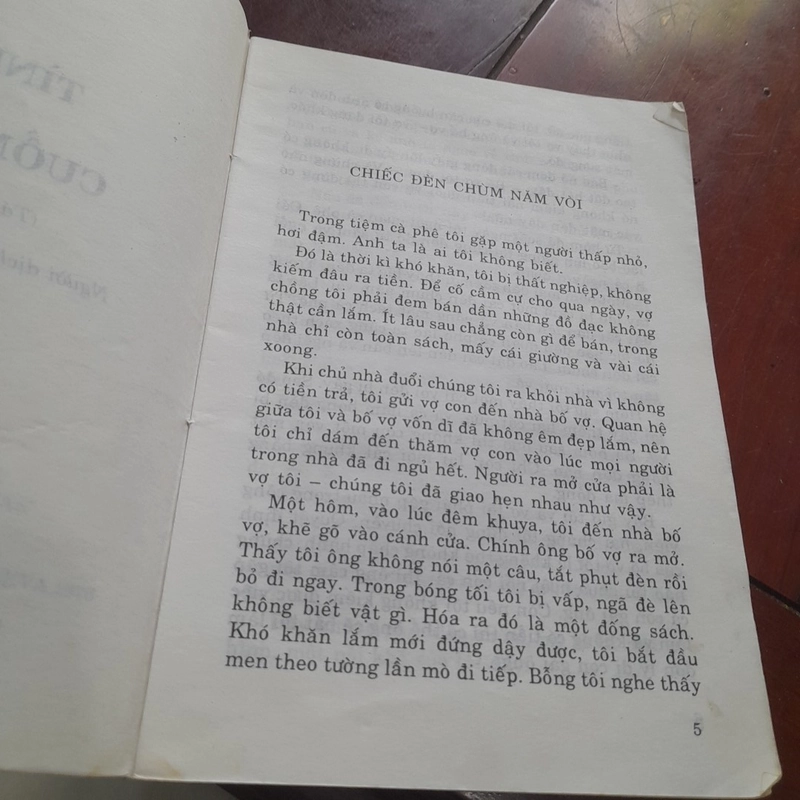 CHIẾC ĐÈN CHÙM NĂM VÒI
Trong tiệm cà phê tôi gặp một người thấp nhỏ,
hơi đậm. Anh ta là ai tôi không biết.
Đó là thời kì khó khăn, tôi bị thất nghiệp, không
kiếm đâu ra tiền. Để cố cầm cự cho qua ngày, vợ
chồng tôi phải đem bán dần những đồ đạc không
thật cần lắm. Ít lâu sau chẳng còn gì để bán, trong
nhà chỉ còn toàn sách, mấy cái giường và vài cái
xoong.
Khi chủ nhà đuổi chúng tôi ra khỏi nhà vì không
có tiền trả, tôi gửi vợ con đến nhà bố vợ. Quan hệ
giữa tôi và bố vợ vốn dĩ đã không êm đẹp lắm, nên
tôi chỉ dám đến thăm vợ con vào lúc mọi người
trong nhà đã đi ngủ hết. Người ra mở cửa phải là
vợ tôi – chúng tôi đã giao hẹn nhau như vậy.
Một hôm, vào lúc đêm khuya, tôi đến nhà bố
vợ, khẽ gõ vào cánh cửa. Chính ông bố vợ ra mở.
Thấy tôi ông không nói một câu, tắt phụt đèn rồi
bỏ đi ngay. Trong bóng tối tôi bị vấp, ngã đè lên
không biết vật gì. Hóa ra đó là một đống sách.
Khó khăn lắm mới đứng dậy được, tôi bắt đầu
men theo tường lần mò đi tiếp. Bỗng tôi nghe thấy
5